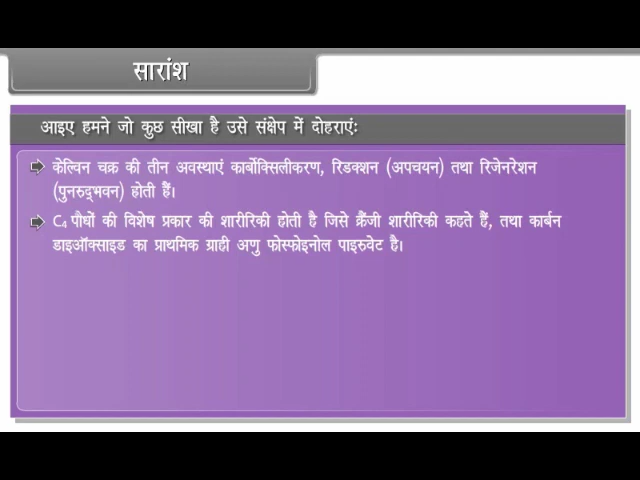 सारांश
आइए हमने जो कुछ सीखा है उसे संक्षेप में दोहराएं:
केल्विन चक्र की तीन अवस्थाएं कार्बोक्सिलीकरण, रिडक्शन (अपचयन) तथा रिजेनरेशन
(पुनरुद्भवन) होती हैं।
C₄ पौधों की विशेष प्रकार की शारीरिकी होती है जिसे क्रैंजी शारीरिकी कहते हैं, तथा कार्बन
डाइऑक्साइड का प्राथमिक ग्राही अणु फोस्फोइनोल पाइरुवेट है।